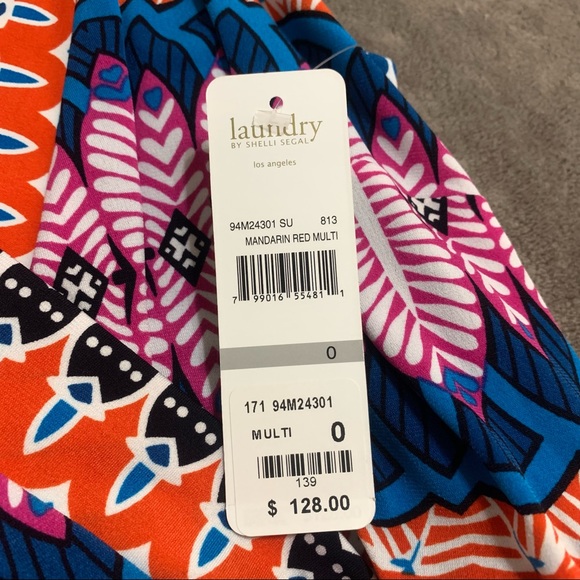 laundry
BY SHELLI SEGAL
los angeles
94M24301 SU 813
MANDARIN RED MULTI
7 99016 55481 1
0
171 94M24301
MULTI 0
139
$ 128.00